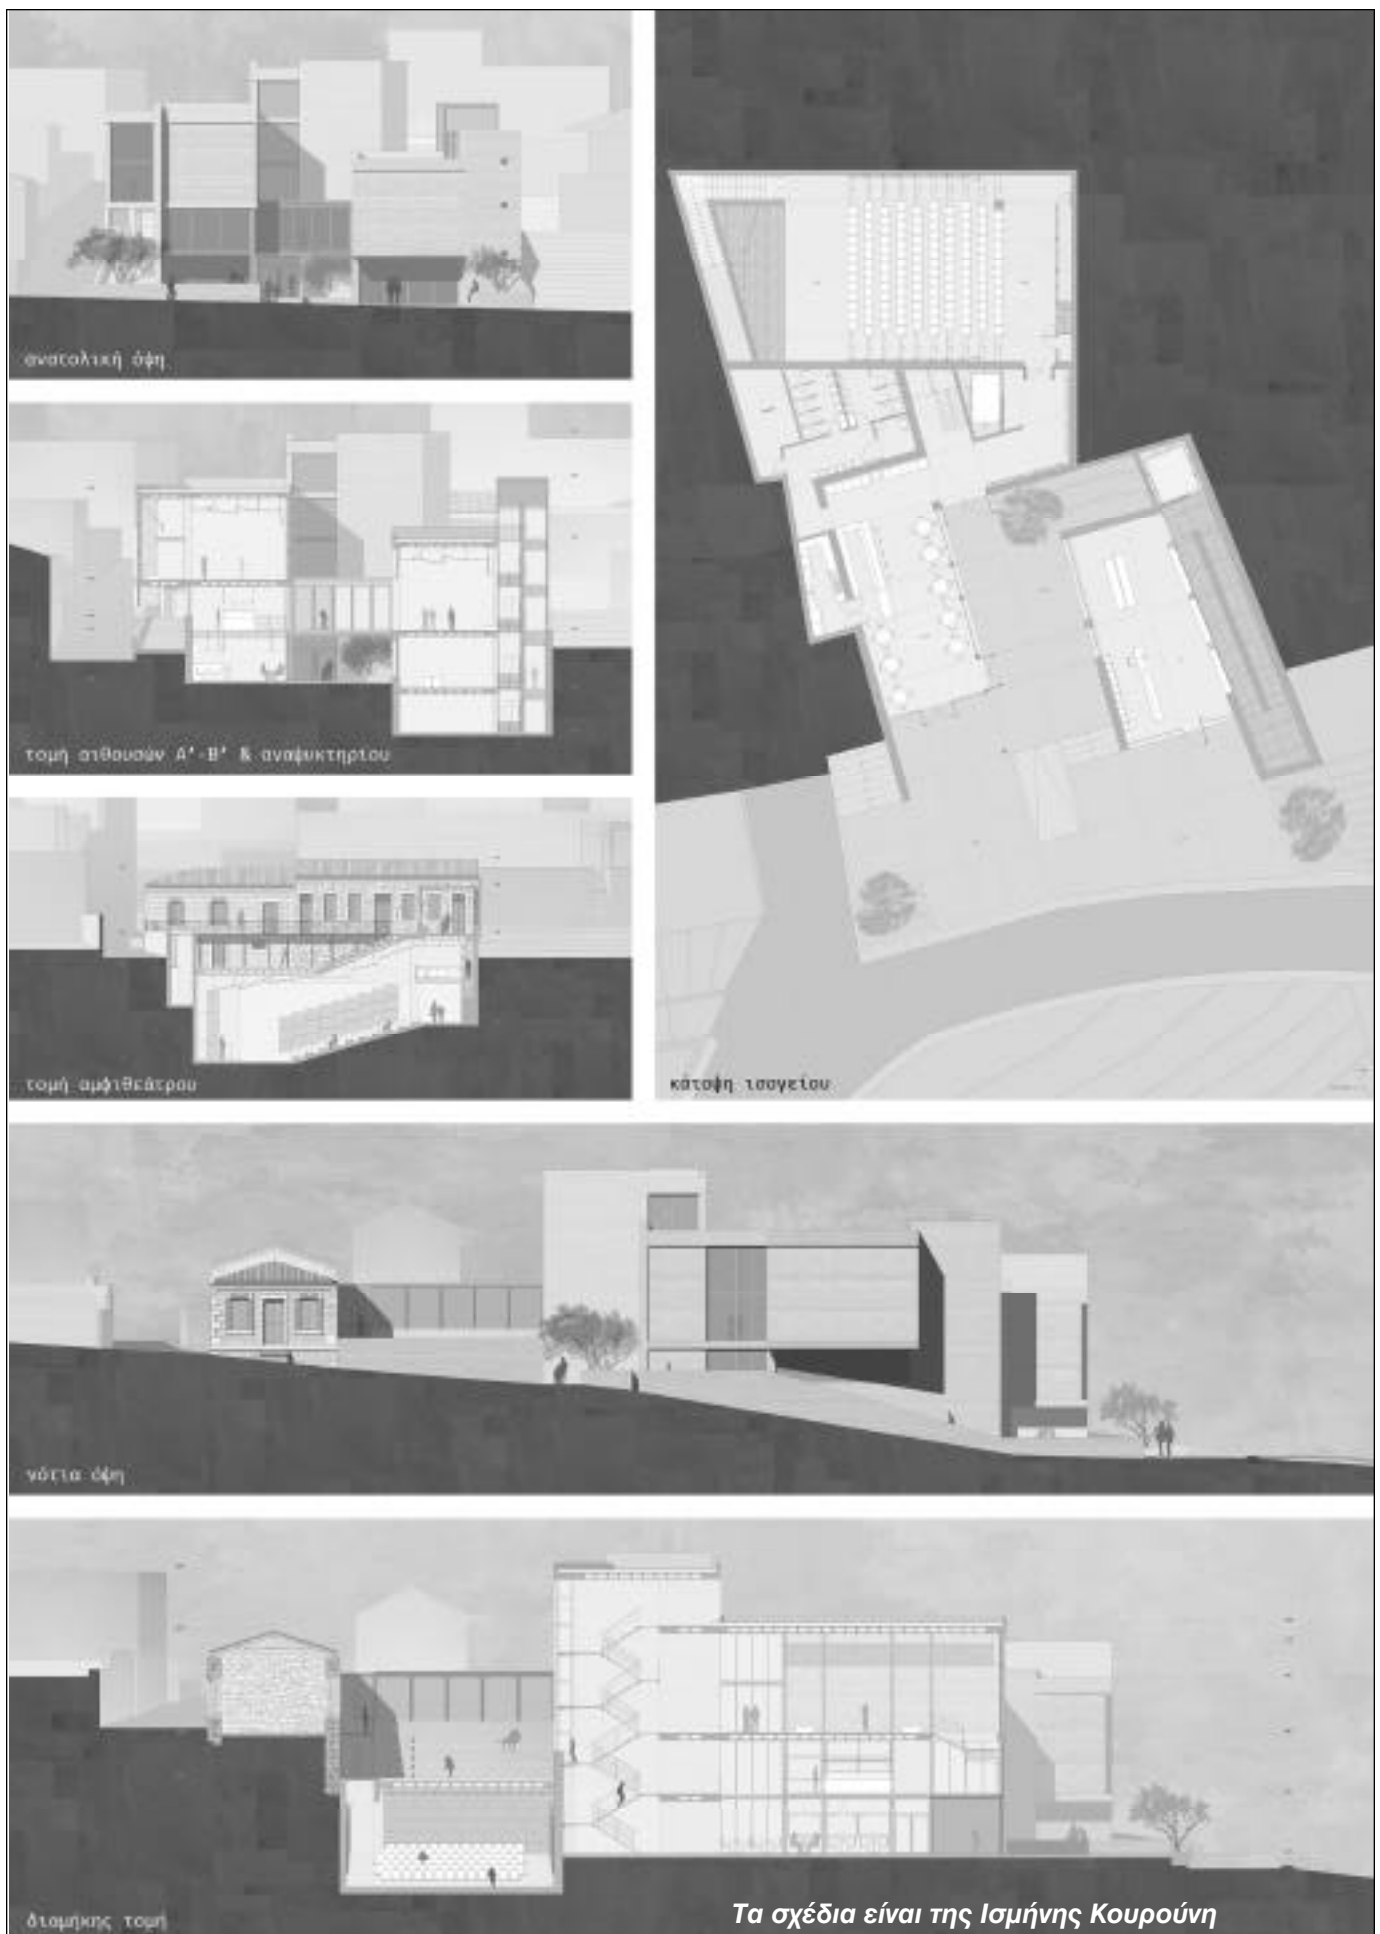 ανατολική όψη
τομή αιθουσών Α'-Β' & αναψυκτηρίου
τομή αμφιθεάτρου
κάτοψη ισογείου
νότια όψη
διαμήκης τομή
Τα σχέδια είναι της Ισμήνης Κουρούνη